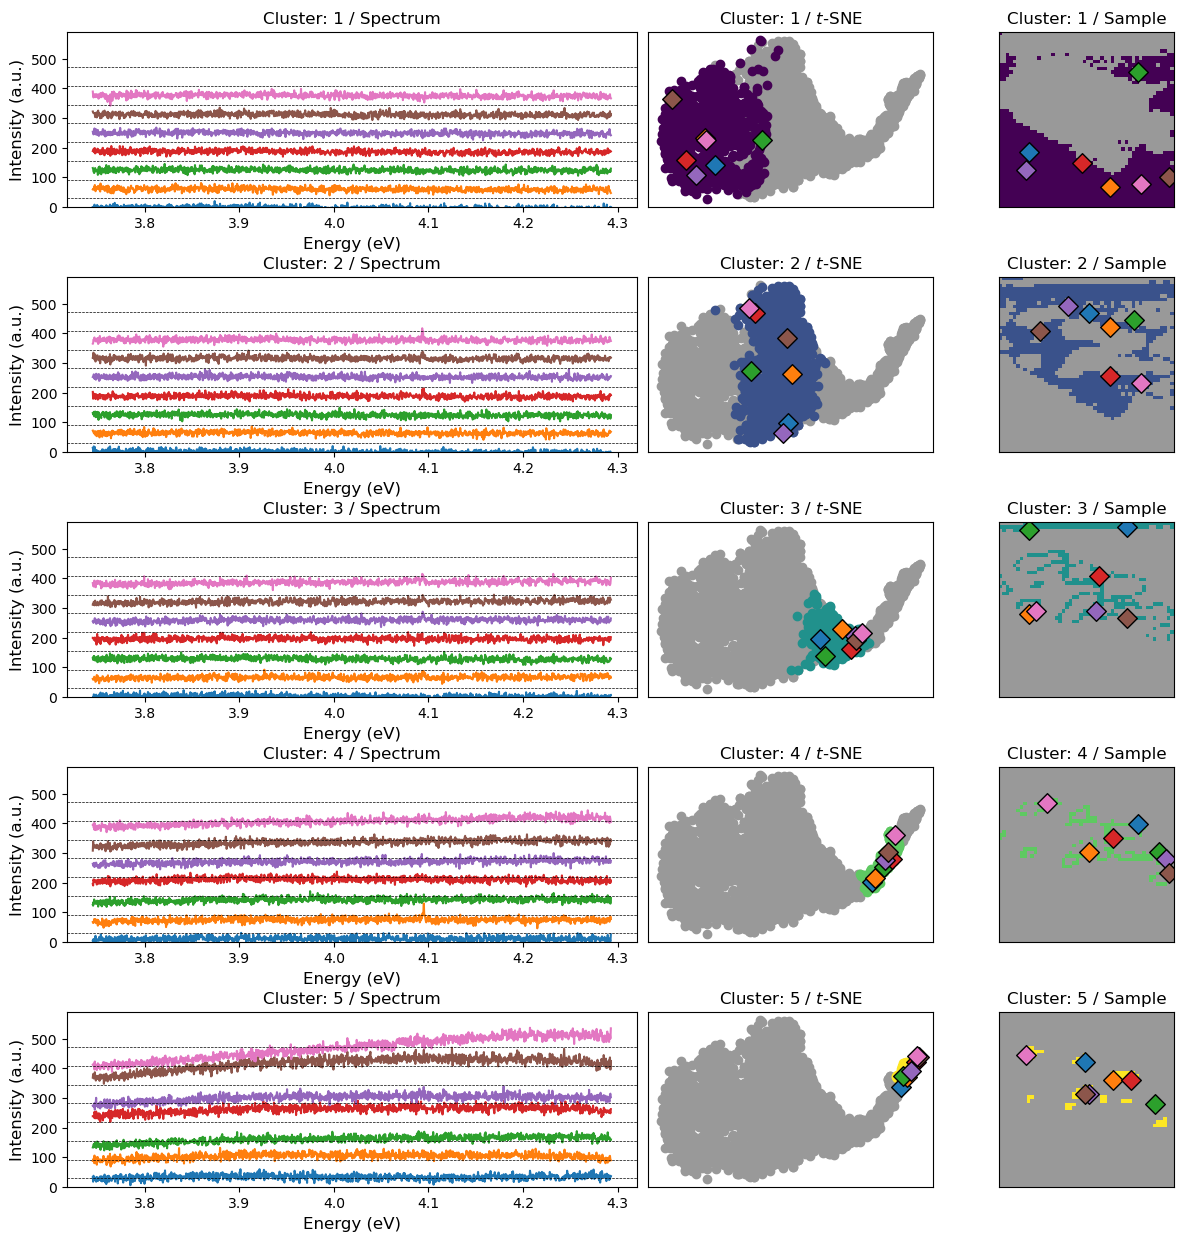 Cluster: 1 / Spectrum
Cluster: 1 / t-SNE
Cluster: 1 / Sample
Intensity (a.u.)
500
400
300
200
100
0
3.8 3.9 4.0 4.1 4.2 4.3
Energy (eV)
Cluster: 2 / Spectrum
Cluster: 2 / t-SNE
Cluster: 2 / Sample
Intensity (a.u.)
500
400
300
200
100
0
3.8 3.9 4.0 4.1 4.2 4.3
Energy (eV)
Cluster: 3 / Spectrum
Cluster: 3 / t-SNE
Cluster: 3 / Sample
Intensity (a.u.)
500
400
300
200
100
0
3.8 3.9 4.0 4.1 4.2 4.3
Energy (eV)
Cluster: 4 / Spectrum
Cluster: 4 / t-SNE
Cluster: 4 / Sample
Intensity (a.u.)
500
400
300
200
100
0
3.8 3.9 4.0 4.1 4.2 4.3
Energy (eV)
Cluster: 5 / Spectrum
Cluster: 5 / t-SNE
Cluster: 5 / Sample
Intensity (a.u.)
500
400
300
200
100
0
3.8 3.9 4.0 4.1 4.2 4.3
Energy (eV)